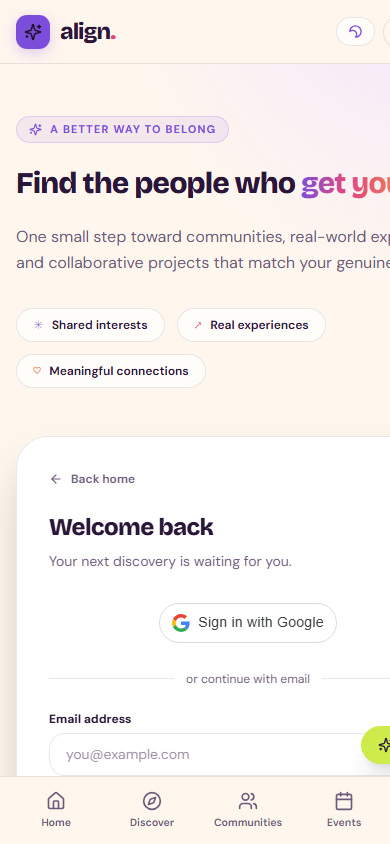 align.
A BETTER WAY TO BELONG
Find the people who get you
One small step toward communities, real-world exp
and collaborative projects that match your genuine
Shared interests
Real experiences
Meaningful connections
Back home
Welcome back
Your next discovery is waiting for you.
Sign in with Google
or continue with email
Email address
you@example.com
Home
Discover
Communities
Events